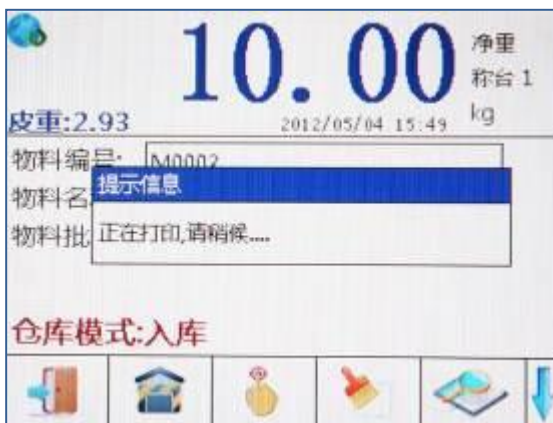 10.00
净重
称台 1
kg
皮重:2.93
2012/05/04 15:49
物料编号: M0002
物料名
提示信息
物料批
正在打印,请稍候....
仓库模式:入库